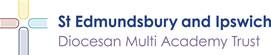 St Edmundsbury and Ipswich
Diocesan Multi Academy Trust